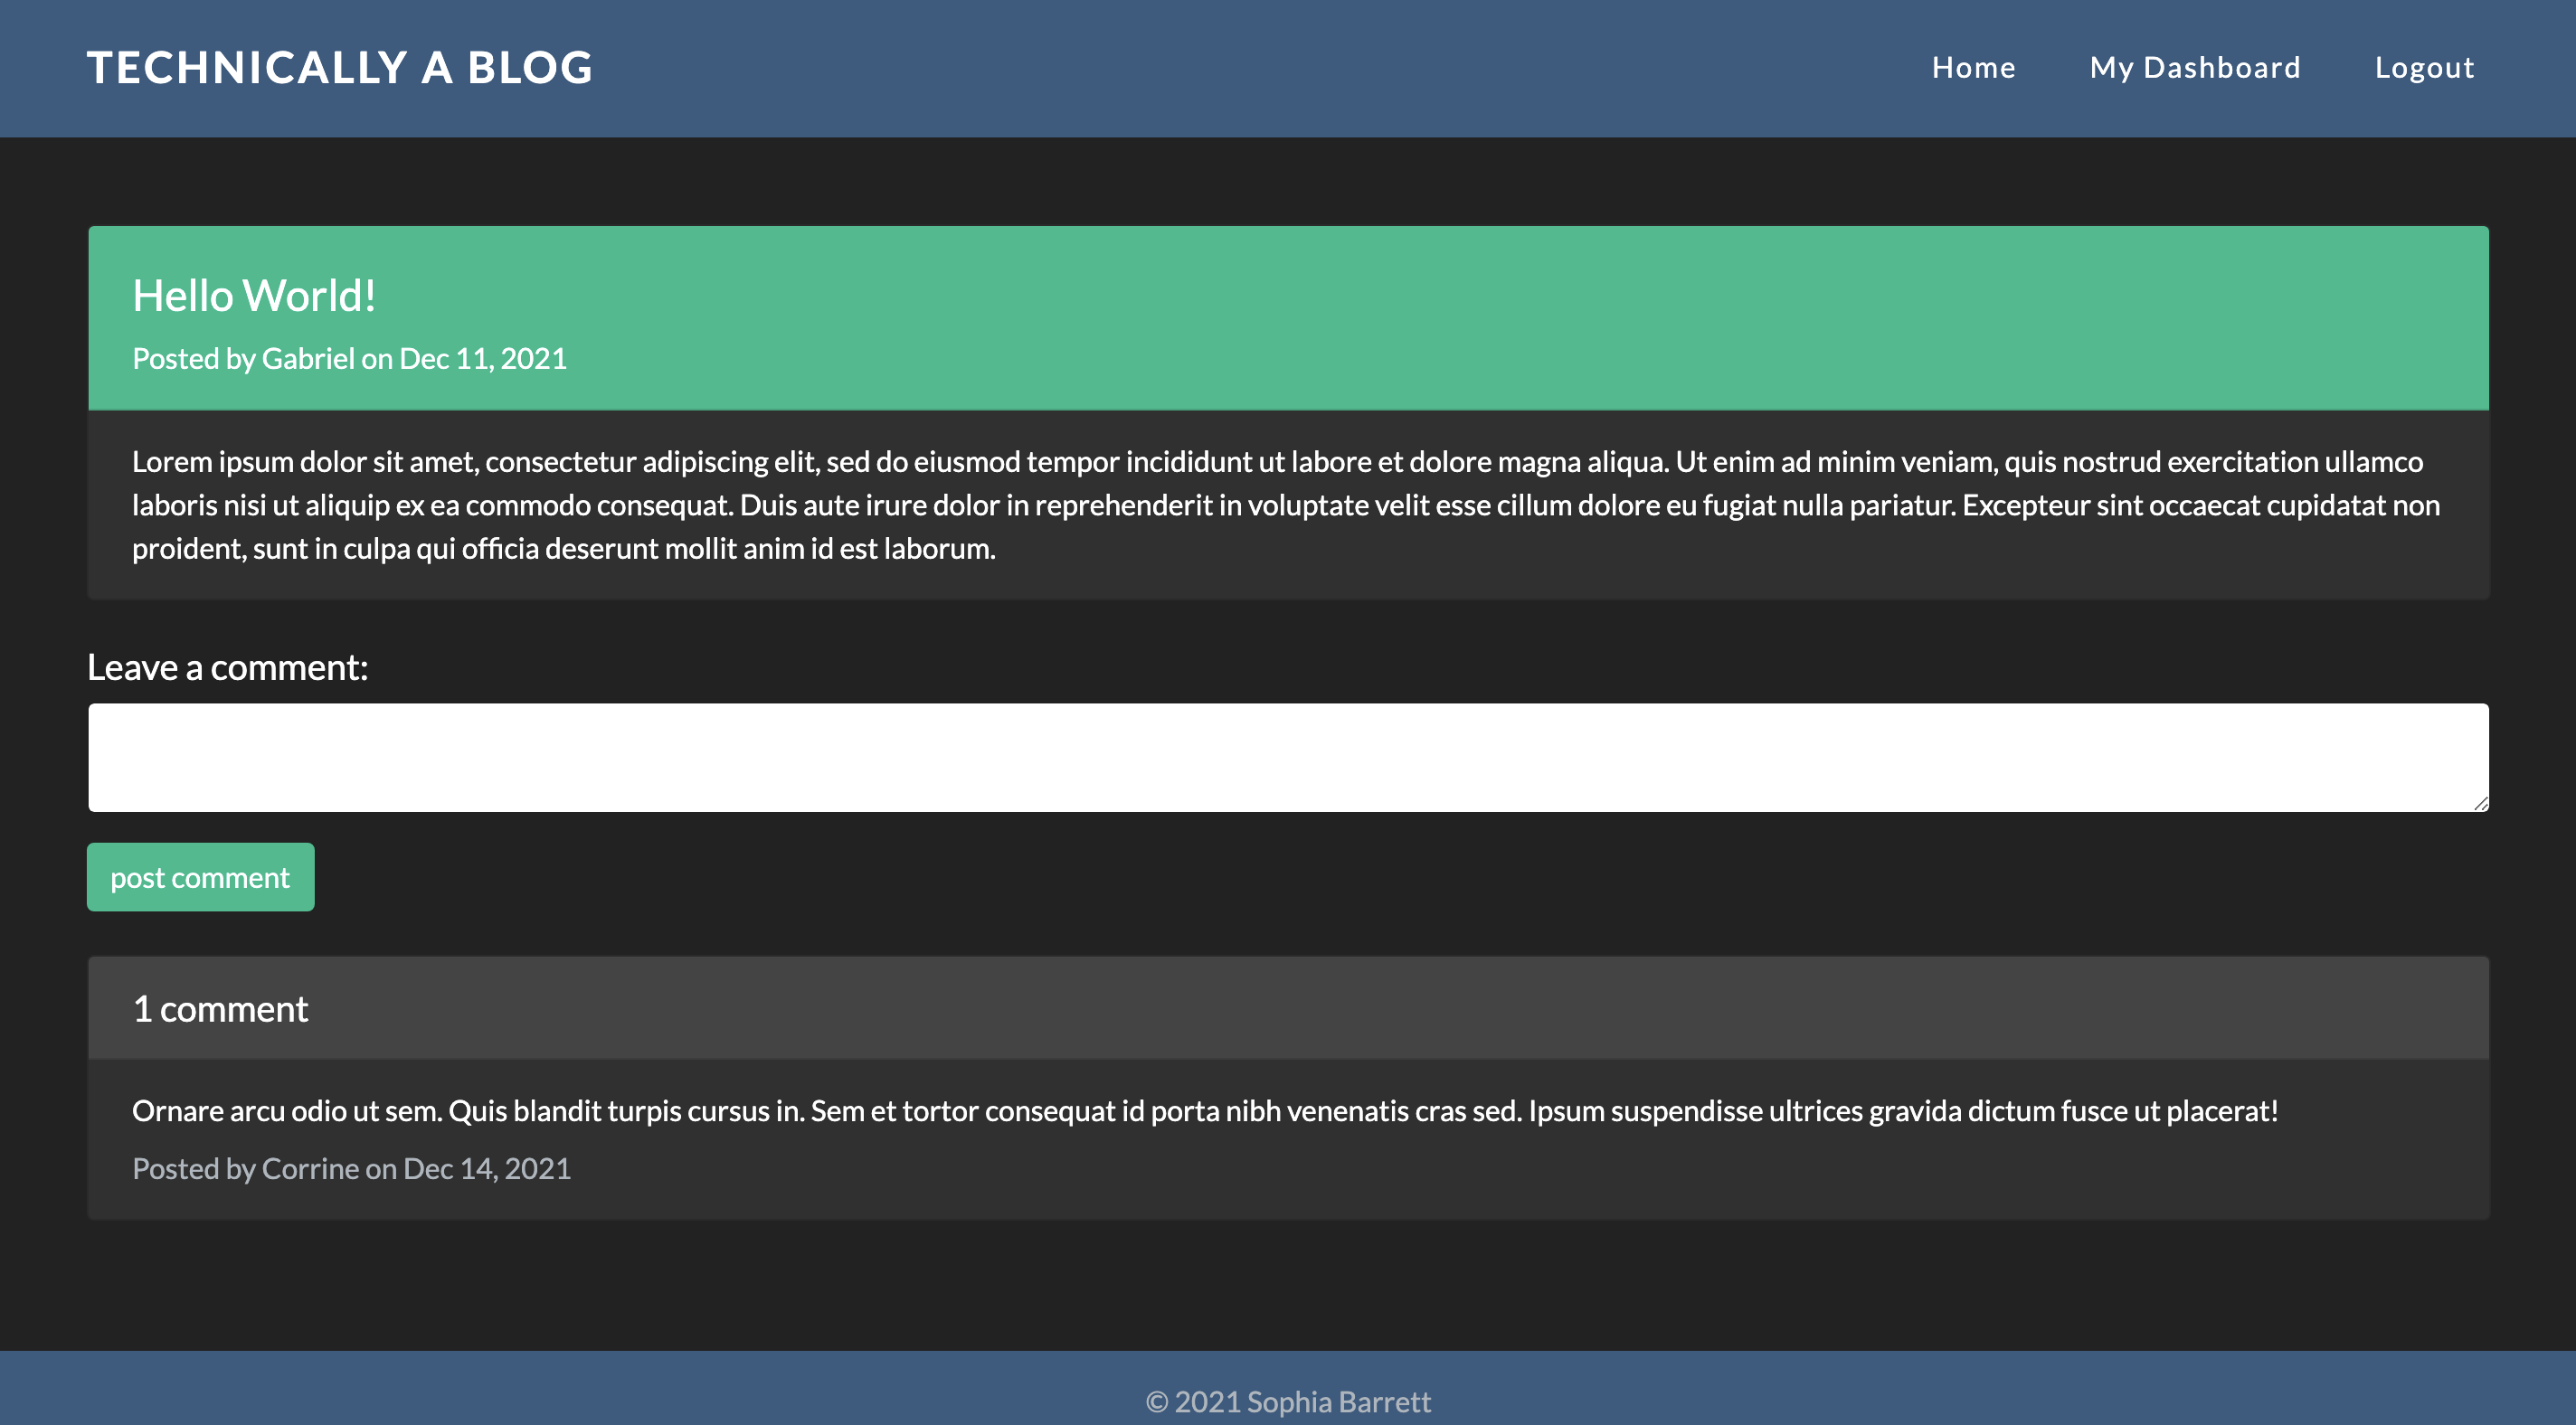 TECHNICALLY A BLOG
Home My Dashboard Logout
Hello World!
Posted by Gabriel on Dec 11, 2021
Lorem ipsum dolor sit amet, consectetur adipiscing elit, sed do eiusmod tempor incididunt ut labore et dolore magna aliqua. Ut enim ad minim veniam, quis nostrud exercitation ullamco
laboris nisi ut aliquip ex ea commodo consequat. Duis aute irure dolor in reprehenderit in voluptate velit esse cillum dolore eu fugiat nulla pariatur. Excepteur sint occaecat cupidatat non
proident, sunt in culpa qui officia deserunt mollit anim id est laborum.
Leave a comment:
post comment
1 comment
Ornare arcu odio ut sem. Quis blandit turpis cursus in. Sem et tortor consequat id porta nibh venenatis cras sed. Ipsum suspendisse ultrices gravida dictum fusce ut placerat!
Posted by Corrine on Dec 14, 2021
© 2021 Sophia Barrett